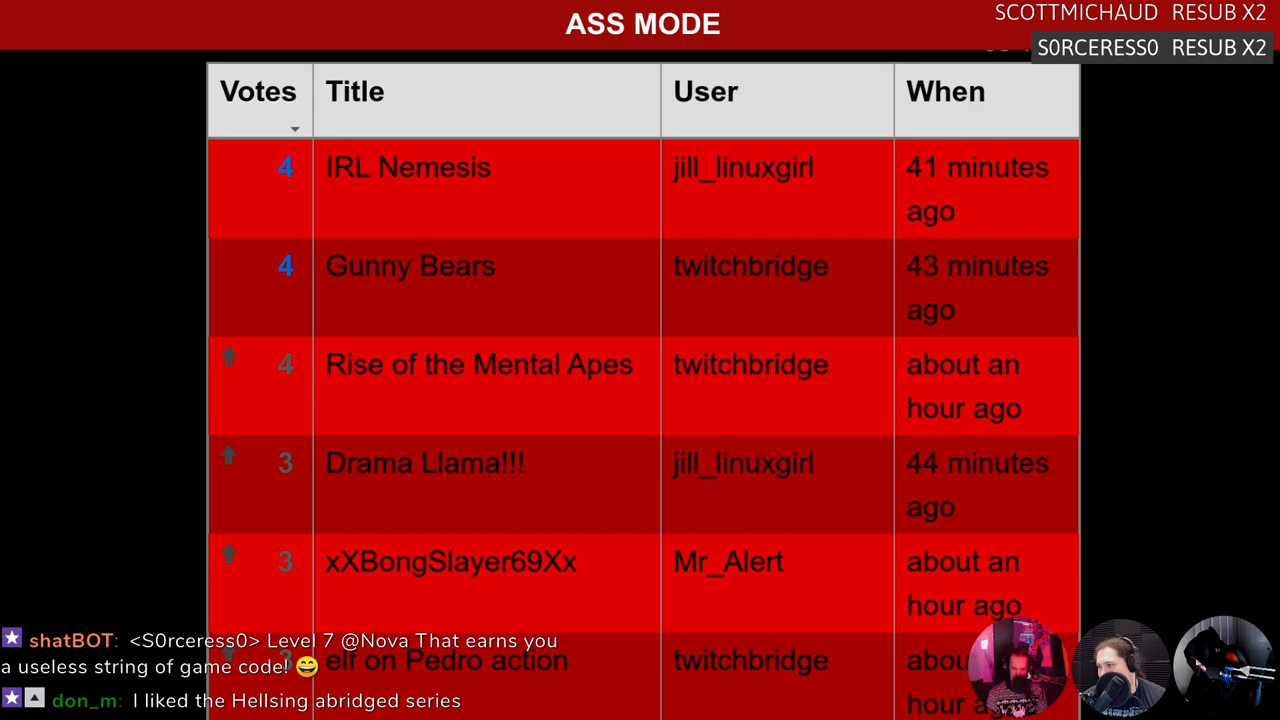 ASS MODE
SCOTTMICHAUD RESUB X2
S0RCERESS0 RESUB X2
Votes Title User When
4 IRL Nemesis jill_linuxgirl 41 minutes
ago
4 Gunny Bears twitchbridge 43 minutes
ago
4 Rise of the Mental Apes twitchbridge about an
hour ago
3 Drama Llama!!! jill_linuxgirl 44 minutes
ago
3 xXBongSlayer69Xx Mr_Alert about an
hour ago
elf on Pedro action twitchbridge
shatBOT: <S0rceress0> Level 7 @Nova That earns you
a useless string of game code! 😄
don_m: I liked the Hellsing abridged series